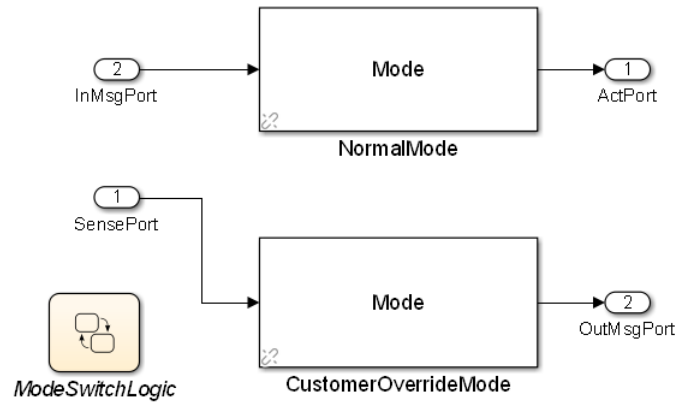 2
InMsgPort
Mode
NormalMode
1
ActPort
1
SensePort
Mode
CustomerOverrideMode
2
OutMsgPort
ModeSwitchLogic